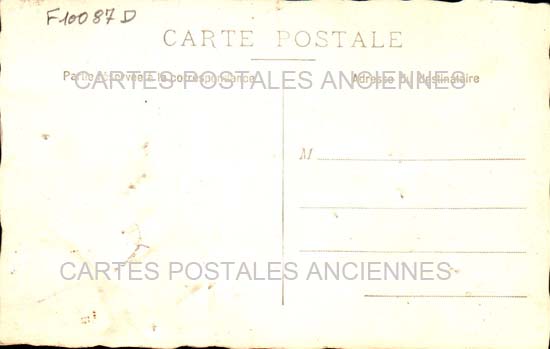 F10087D
CARTE POSTALE
Partie réservée à la correspondance
Adresse du destinataire
CARTES POSTALES ANCIENNES
M
CARTES POSTALES ANCIENNES